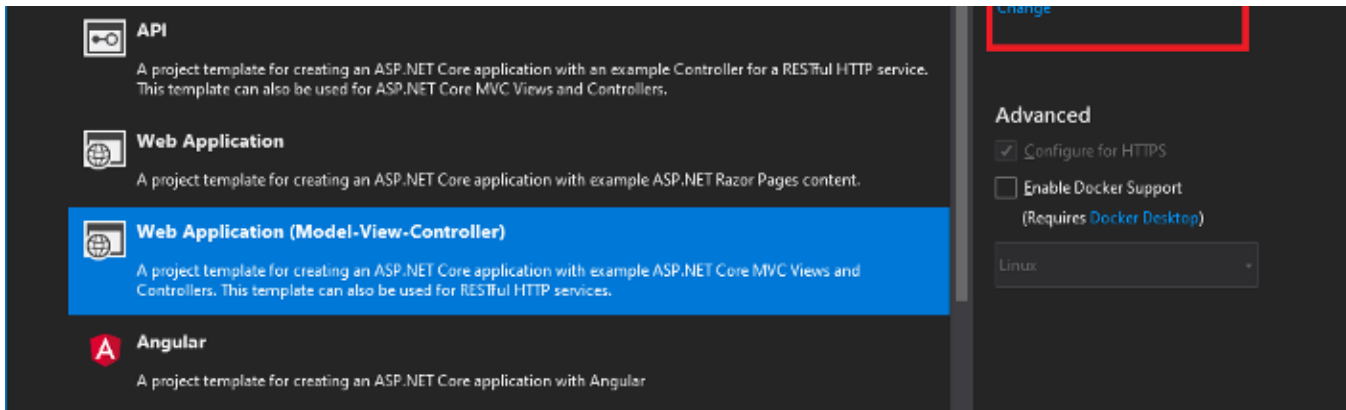 API
A project template for creating an ASP.NET Core application with an example Controller for a RESTful HTTP service.
This template can also be used for ASP.NET Core MVC Views and Controllers.
Web Application
A project template for creating an ASP.NET Core application with example ASP.NET Razor Pages content.
Web Application (Model-View-Controller)
A project template for creating an ASP.NET Core application with example ASP.NET Core MVC Views and
Controllers. This template can also be used for RESTful HTTP services.
Angular
A project template for creating an ASP.NET Core application with Angular
Change
Advanced
Configure for HTTPS
Enable Docker Support
(Requires Docker Desktop)
Linux